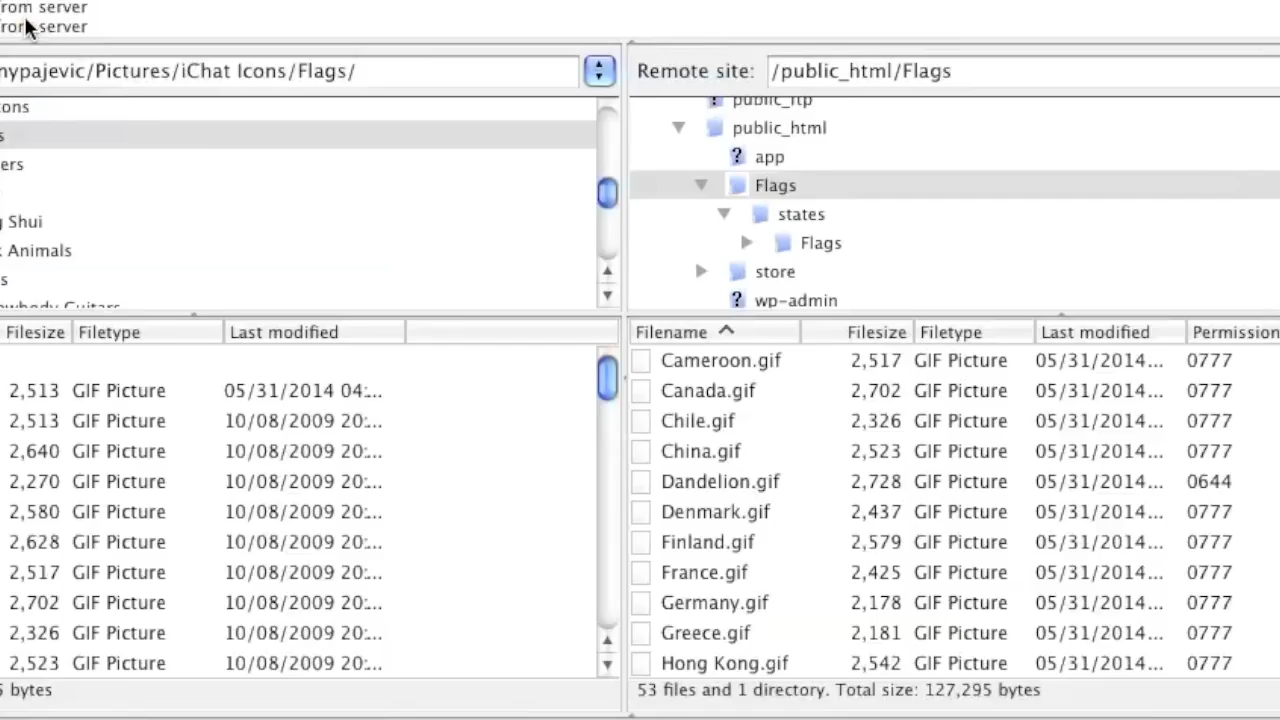 from server
from server
mypajevic/Pictures/iChat Icons/Flags/
Remote site: /public_html/Flags
public_ftp
public_html
app
Flags
states
Flags
store
wp-admin
Shui
Animals
Filesize Filetype Last modified
2,513 GIF Picture 05/31/2014 04:...
2,513 GIF Picture 10/08/2009 20:...
2,640 GIF Picture 10/08/2009 20:...
2,270 GIF Picture 10/08/2009 20:...
2,580 GIF Picture 10/08/2009 20:...
2,628 GIF Picture 10/08/2009 20:...
2,517 GIF Picture 10/08/2009 20:...
2,702 GIF Picture 10/08/2009 20:...
2,326 GIF Picture 10/08/2009 20:...
2,523 GIF Picture 10/08/2009 20:...
bytes
Filename Filesize Filetype Last modified Permission
Cameroon.gif 2,517 GIF Picture 05/31/2014... 0777
Canada.gif 2,702 GIF Picture 05/31/2014... 0777
Chile.gif 2,326 GIF Picture 05/31/2014... 0777
China.gif 2,523 GIF Picture 05/31/2014... 0777
Dandelion.gif 2,728 GIF Picture 05/31/2014... 0644
Denmark.gif 2,437 GIF Picture 05/31/2014... 0777
Finland.gif 2,579 GIF Picture 05/31/2014... 0777
France.gif 2,425 GIF Picture 05/31/2014... 0777
Germany.gif 2,178 GIF Picture 05/31/2014... 0777
Greece.gif 2,181 GIF Picture 05/31/2014... 0777
Hong Kong.gif 2,542 GIF Picture 05/31/2014... 0777
53 files and 1 directory. Total size: 127,295 bytes